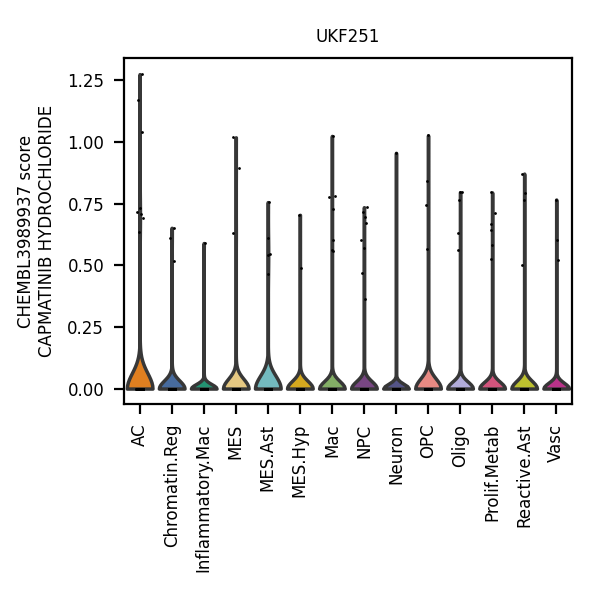 UKF251
CHEMBL3989937 score
CAPMATINIB HYDROCHLORIDE
1.25
1.00
0.75
0.50
0.25
0.00
AC
Chromatin.Reg
Inflammatory.Mac
MES
MES.Ast
MES.Hyp
Mac
NPC
Neuron
OPC
Oligo
Prolif.Metab
Reactive.Ast
Vasc